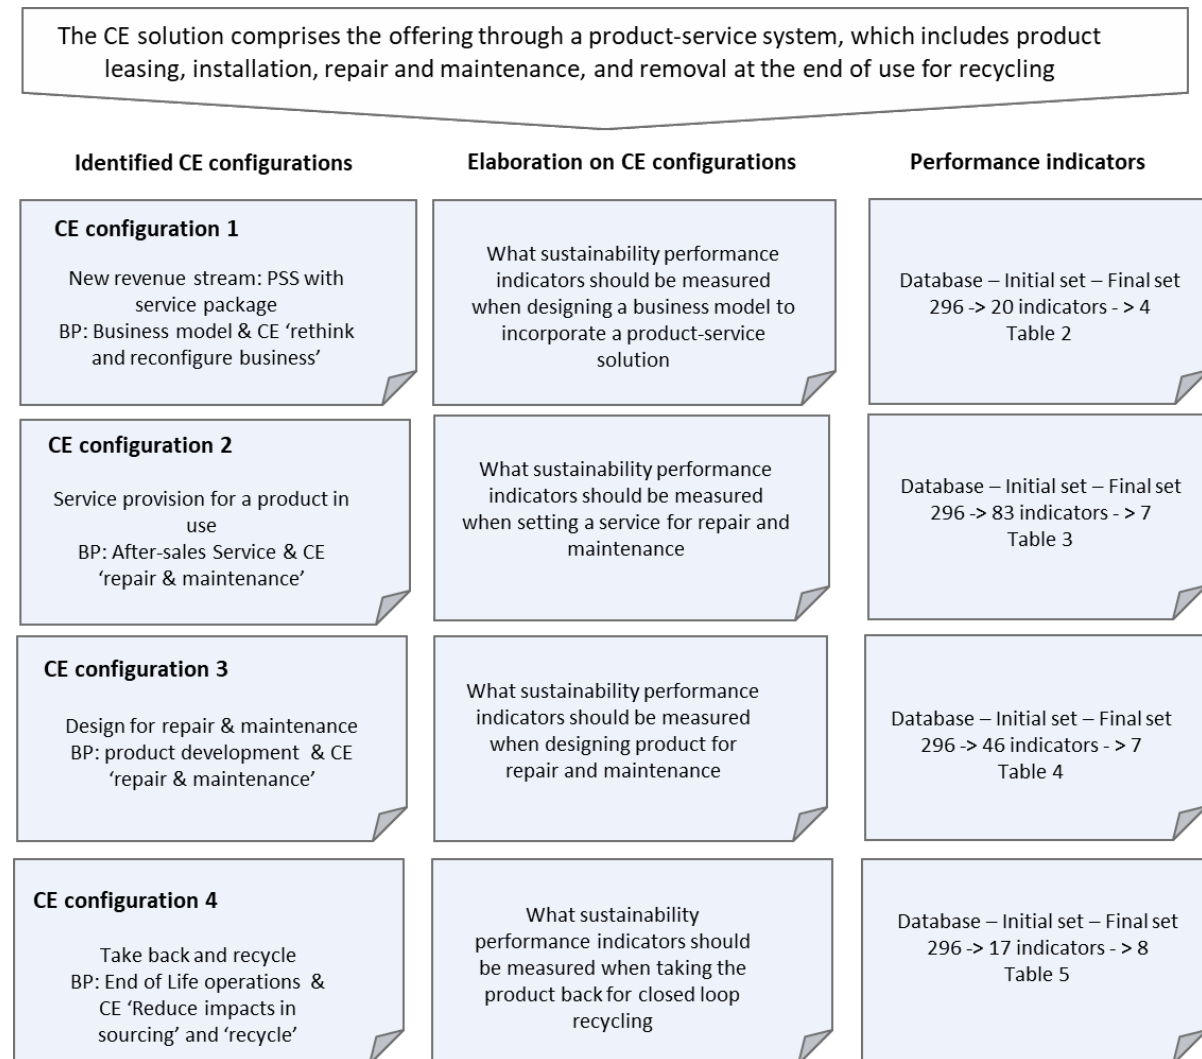 The CE solution comprises the offering through a product-service system, which includes product
leasing, installation, repair and maintenance, and removal at the end of use for recycling
Identified CE configurations
Elaboration on CE configurations
Performance indicators
CE configuration 1
New revenue stream: PSS with
service package
BP: Business model & CE ‘rethink
and reconfigure business’
What sustainability performance
indicators should be measured
when designing a business model to
incorporate a product-service
solution
Database – Initial set – Final set
296 -> 20 indicators - > 4
Table 2
CE configuration 2
Service provision for a product in
use
BP: After-sales Service & CE
‘repair & maintenance’
What sustainability performance
indicators should be measured
when setting a service for repair and
maintenance
Database – Initial set – Final set
296 -> 83 indicators - > 7
Table 3
CE configuration 3
Design for repair & maintenance
BP: product development & CE
‘repair & maintenance’
What sustainability performance
indicators should be measured
when designing product for
repair and maintenance
Database – Initial set – Final set
296 -> 46 indicators - > 7
Table 4
CE configuration 4
Take back and recycle
BP: End of Life operations &
CE ‘Reduce impacts in
sourcing’ and ‘recycle’
What sustainability
performance indicators should
be measured when taking the
product back for closed loop
recycling
Database – Initial set – Final set
296 -> 17 indicators - > 8
Table 5